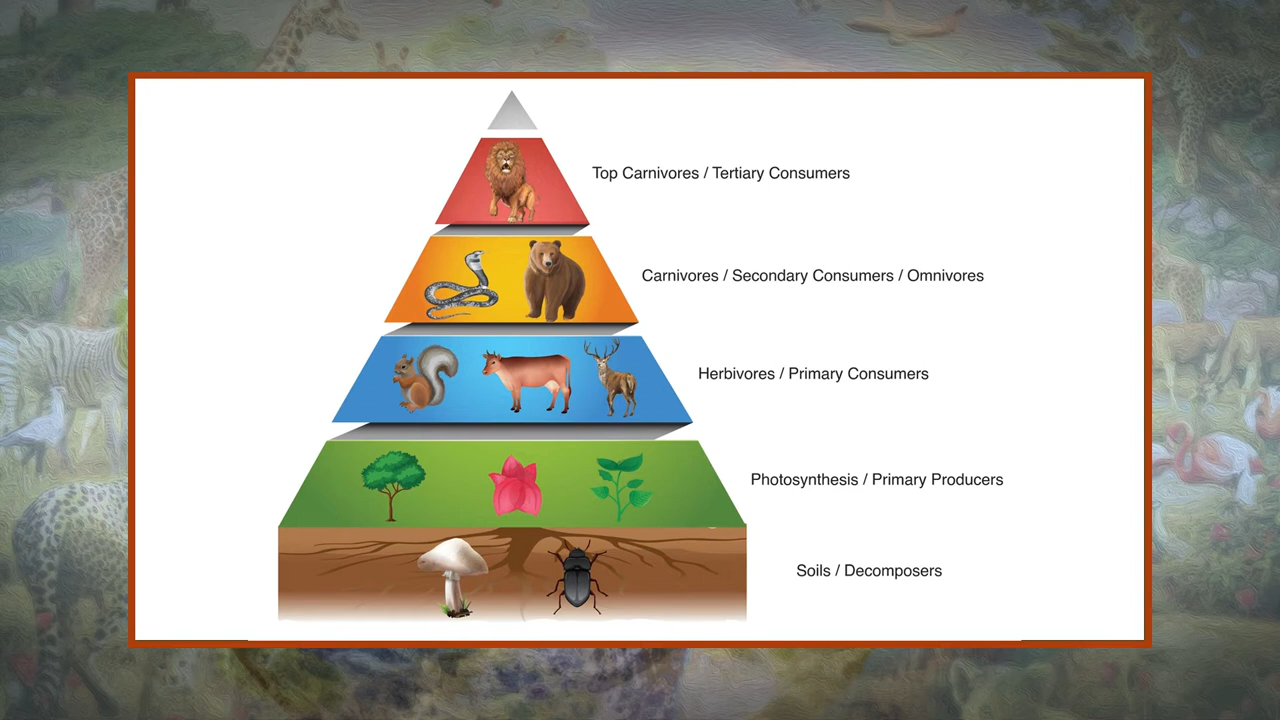 Top Carnivores / Tertiary Consumers
Carnivores / Secondary Consumers / Omnivores
Herbivores / Primary Consumers
Photosynthesis / Primary Producers
Soils / Decomposers